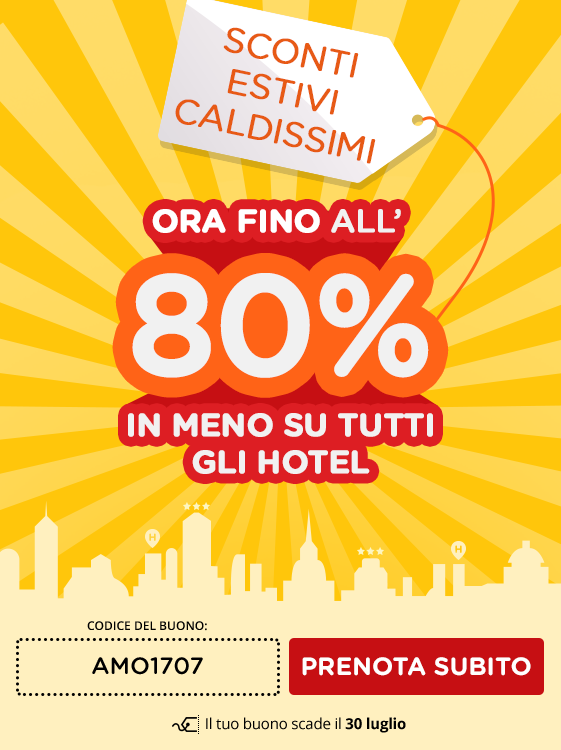 SCONTI
ESTIVI
CALDISSIMI
ORA FINO ALL’
80%
IN MENO SU TUTTI
GLI HOTEL
H
H
CODICE DEL BUONO:
AMO1707
PRENOTA SUBITO
Il tuo buono scade il 30 luglio